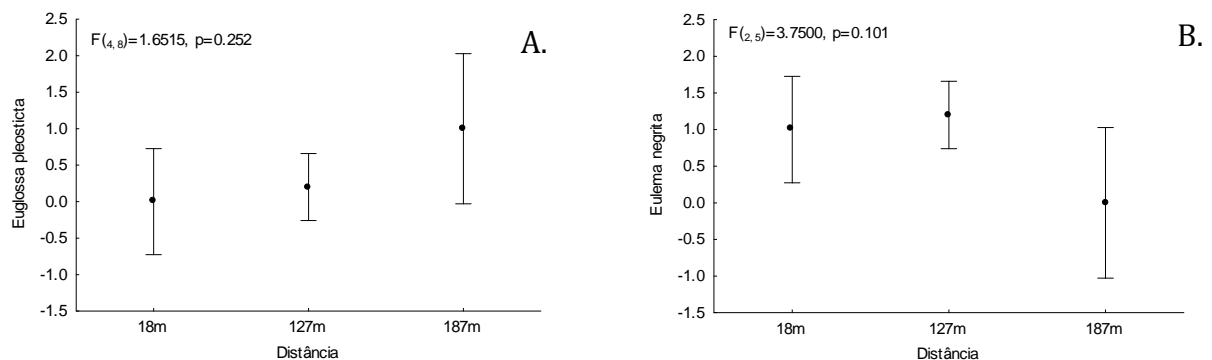 F(4, 8)=1.6515, p=0.252
A.
Euglossa pleosticta
2.5
2.0
1.5
1.0
0.5
0.0
-0.5
-1.0
-1.5
18m
127m
187m
Distância
F(2, 5)=3.7500, p=0.101
B.
Eulema negrita
2.5
2.0
1.5
1.0
0.5
0.0
-0.5
-1.0
-1.5
18m
127m
187m
Distância